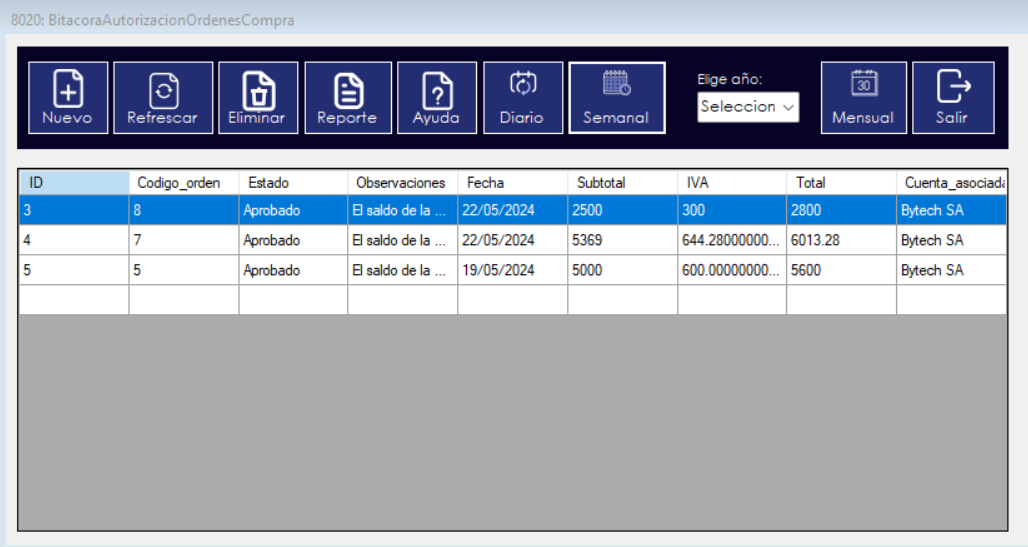 8020: BitacoraAutorizacionOrdenesCompra
Elige año:
Nuevo Refrescar Eliminar Reporte Ayuda Diario Semanal Seleccion 30 Mensual Salir
ID Codigo_orden Estado Observaciones Fecha Subtotal IVA Total Cuenta_asociada
3 8 Aprobado El saldo de la ... 22/05/2024 2500 300 2800 Bytech SA
4 7 Aprobado El saldo de la ... 22/05/2024 5369 644.28000000... 6013.28 Bytech SA
5 5 Aprobado El saldo de la ... 19/05/2024 5000 600.00000000... 5600 Bytech SA